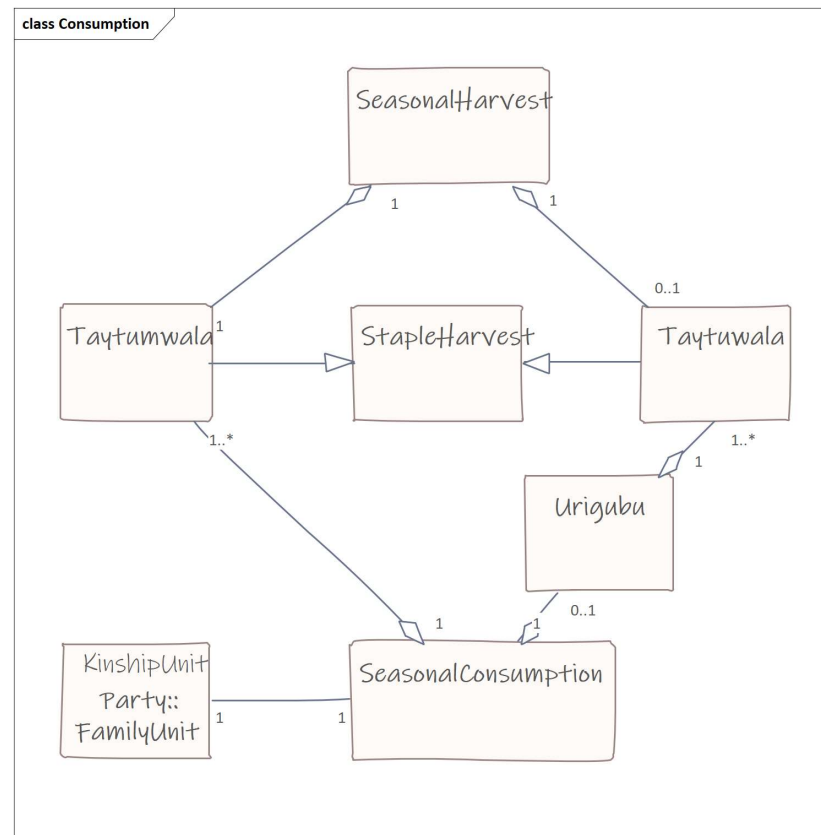 class Consumption
SeasonalHarvest
1
1
0..1
1
Taytumwala
StapleHarvest
Taytuwala
1..*
1..*
1
Urigubu
0..1
1
1
KinshipUnit
Party::
FamilyUnit
SeasonalConsumption
1
1